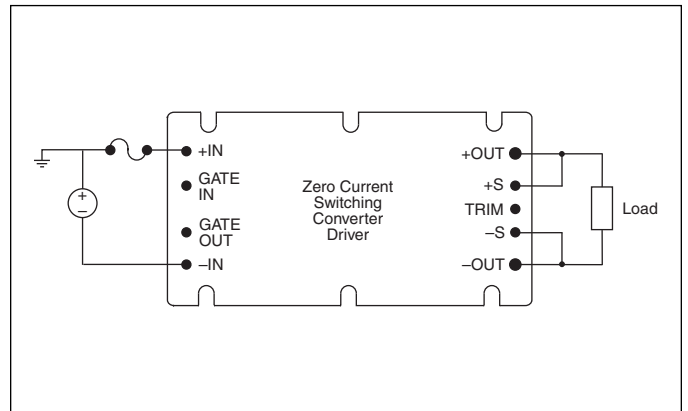 +IN
GATE
IN
GATE
OUT
–IN
Zero Current
Switching
Converter
Driver
+OUT
+S
TRIM
–S
–OUT
Load
+
–